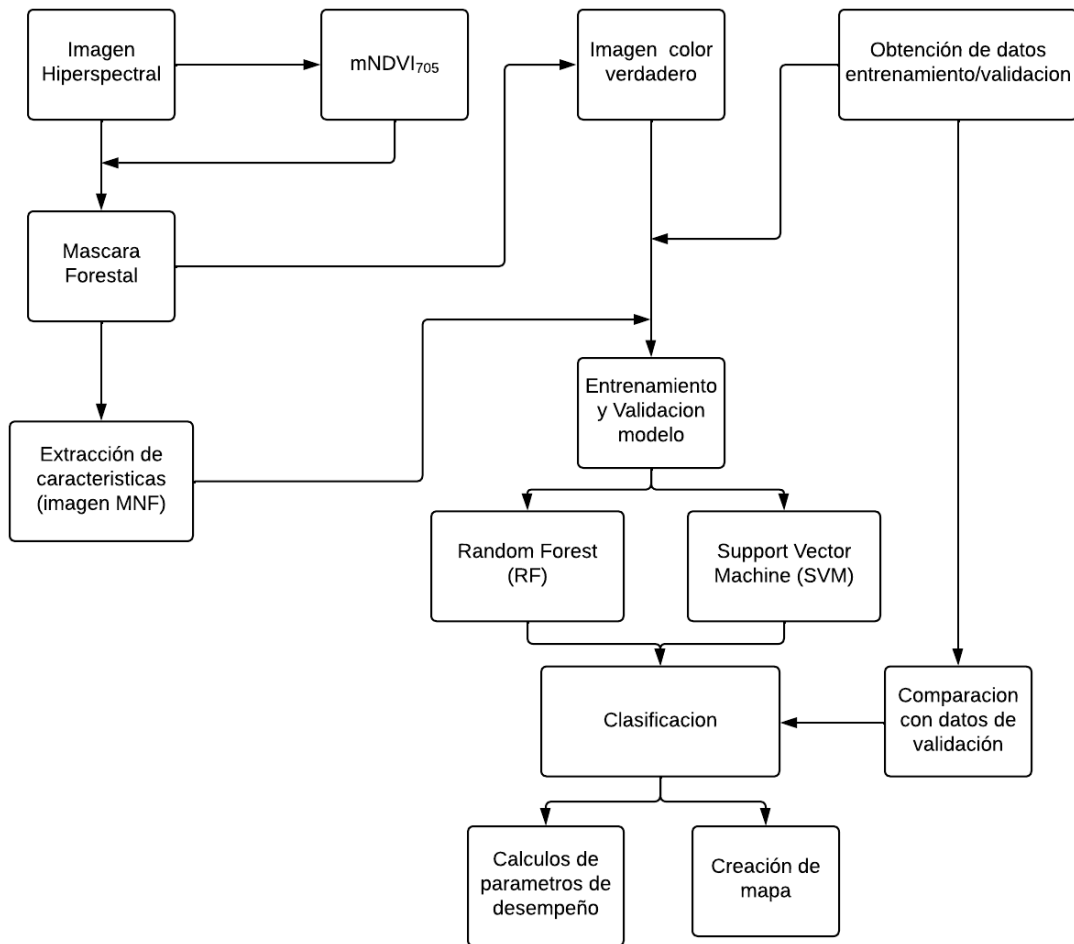 Imagen
Hiperspectral
mNDVI₇₀₅
Imagen color
verdadero
Obtención de datos
entrenamiento/validacion
Mascara
Forestal
Extracción de
caracteristicas
(imagen MNF)
Entrenamiento
y Validacion
modelo
Random Forest
(RF)
Support Vector
Machine (SVM)
Clasificacion
Comparacion
con datos de
validación
Calculos de
parametros de
desempeño
Creación de
mapa